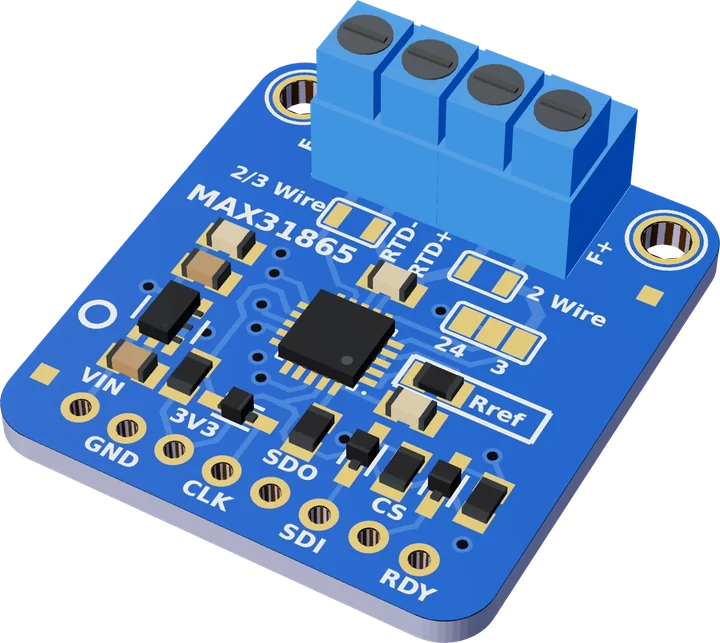 F+
2/3 Wire
RTD-
RTD+
MAX31865
2 Wire
24
3
Rref
VIN
3V3
SDO
CS
GND
CLK
SDI
RDY